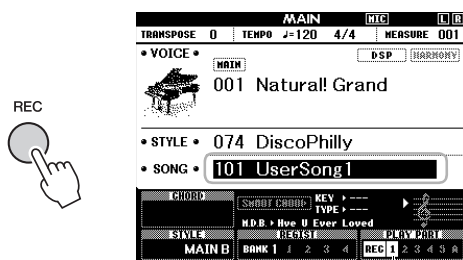 REC
MAIN MIC L R
TRANSPOSE 0 TEMPO ♩=120 4/4 MEASURE 001
• VOICE • DSP HARMONY
MAIN
001 Natural! Grand
• STYLE • 074 DiscoPhilly
• SONG • 101 UserSong1
CHORD SMART CHORD KEY ▸ ---
TYPE ▸ ---
M.D.B. ▸ Hve U Ever Loved
STYLE REGIST PLAY PART
MAIN B BANK 1 1 2 3 4 REC 1 2 3 4 5 A